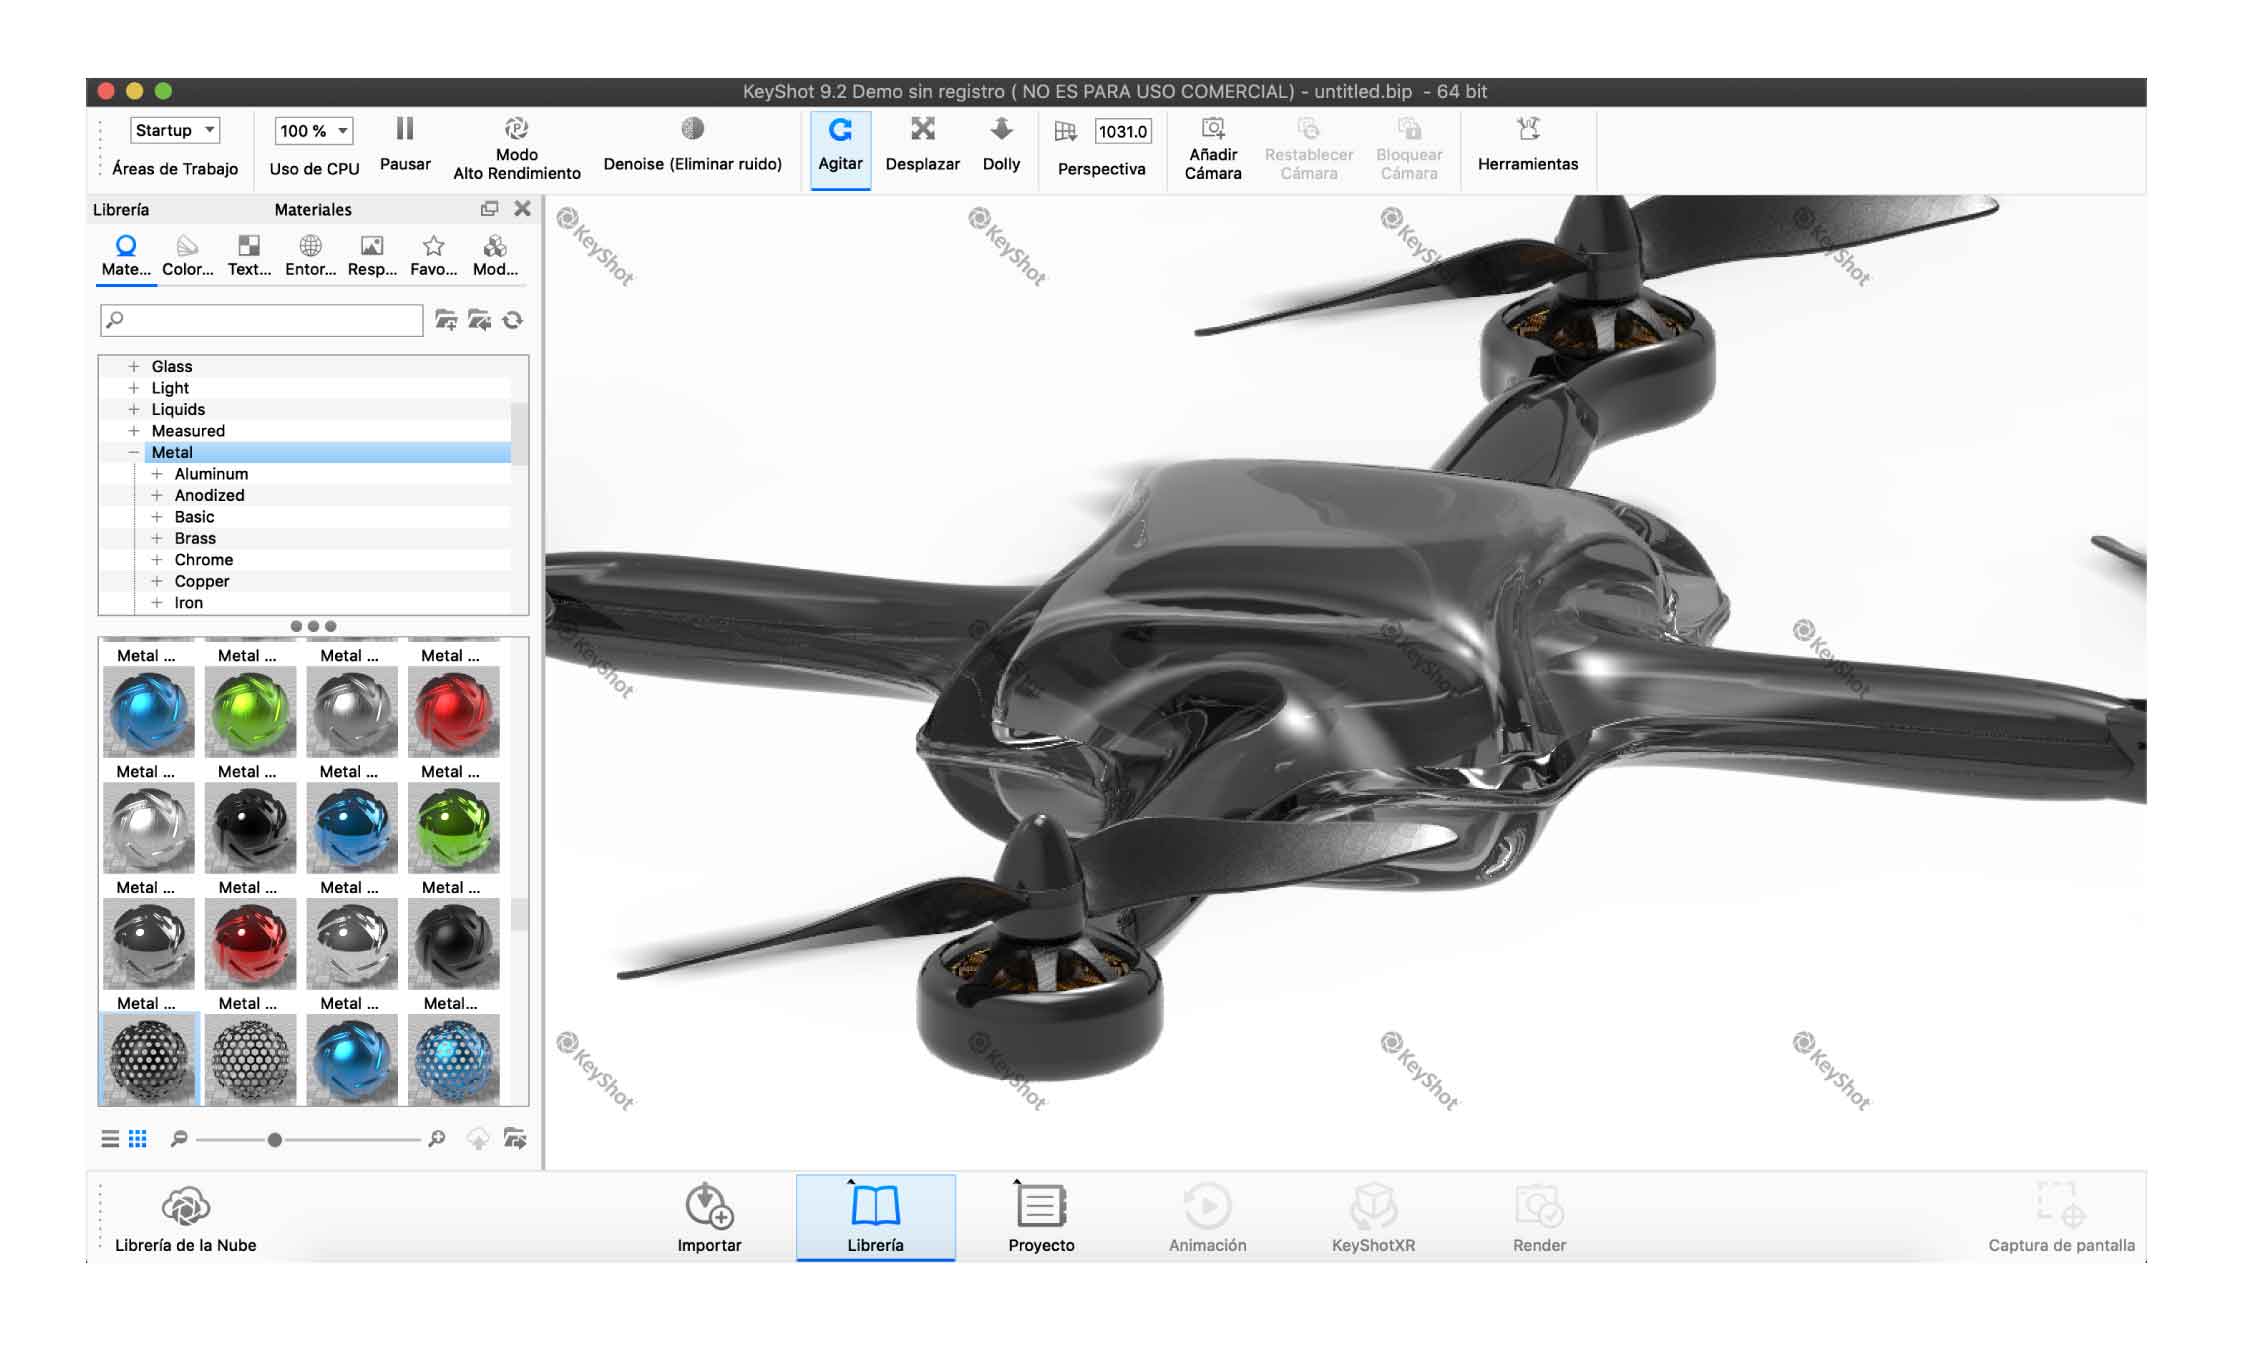 KeyShot 9.2 Demo sin registro ( NO ES PARA USO COMERCIAL) - untitled.bip - 64 bit
Startup
Áreas de Trabajo
100 %
Uso de CPU
Pausar
Modo
Alto Rendimiento
Denoise (Eliminar ruido)
Agitar
Desplazar
Dolly
1031.0
Perspectiva
Añadir
Cámara
Restablecer
Cámara
Bloquear
Cámara
Herramientas
Librería
Materiales
Mate...
Color...
Text...
Entor...
Resp...
Favo...
Mod...
Glass
Light
Liquids
Measured
Metal
Aluminum
Anodized
Basic
Brass
Chrome
Copper
Iron
Metal ... Metal ... Metal ... Metal ...
Metal ... Metal ... Metal ... Metal ...
Metal ... Metal ... Metal ... Metal ...
Metal ... Metal ... Metal ... Metal...
KeyShot
KeyShot
KeyShot
KeyShot
KeyShot
KeyShot
KeyShot
KeyShot
KeyShot
KeyShot
KeyShot
Librería de la Nube
Importar
Librería
Proyecto
Animación
KeyShotXR
Render
Captura de pantalla